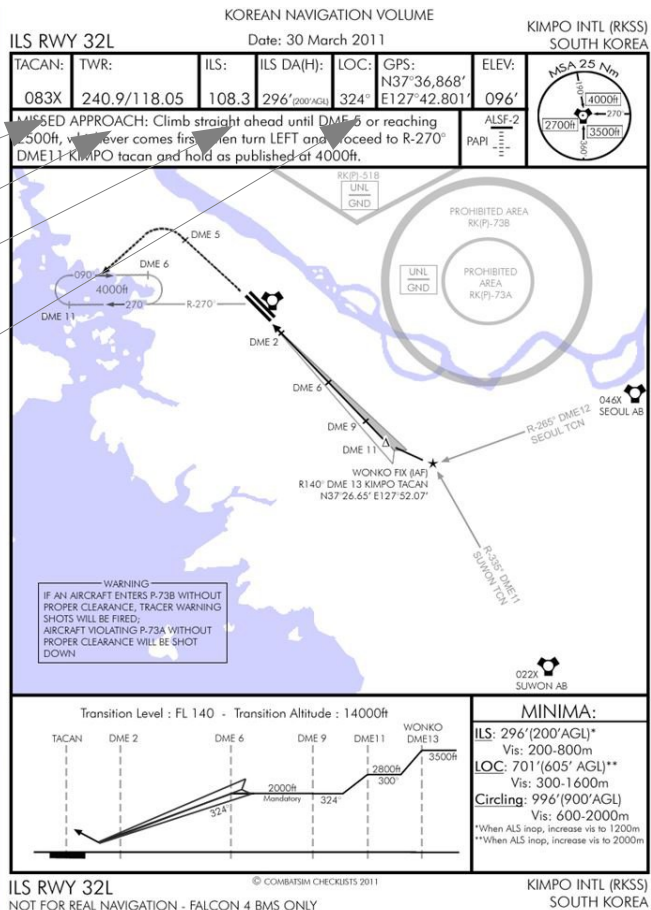 KOREAN NAVIGATION VOLUME
ILS RWY 32L
Date: 30 March 2011
KIMPO INTL (RKSS)
SOUTH KOREA
TACAN:
083X
TWR:
240.9/118.05
ILS:
108.3
ILS DA(H):
296'(200'AGL)
LOC:
324°
GPS:
N37°36,868'
E127°42.801'
ELEV:
096'
MSA 25 Nm
190°
4000ft
270°
2700ft
3500ft
360°
MISSED APPROACH: Climb straight ahead until DME 5 or reaching
2500ft, whichever comes first then turn LEFT and proceed to R-270°
DME11 KIMPO tacan and hold as published at 4000ft.
ALSF-2
PAPI
RK(P)-51B
UNL
GND
PROHIBITED AREA
RK(P)-73B
UNL
GND
PROHIBITED
AREA
RK(P)-73A
DME 5
DME 6
090°
4000ft
270°
R-270°
DME 11
DME 2
DME 6
DME 9
DME 11
046X
SEOUL AB
R-265° DME12
SEOUL TCN
WONKO FIX (IAF)
R140° DME 13 KIMPO TACAN
N37°26.65' E127°52.07'
R-335° DME11
SUWON TCN
WARNING
IF AN AIRCRAFT ENTERS P-73B WITHOUT
PROPER CLEARANCE, TRACER WARNING
SHOTS WILL BE FIRED;
AIRCRAFT VIOLATING P-73A WITHOUT
PROPER CLEARANCE WILL BE SHOT
DOWN
022X
SUWON AB
Transition Level : FL 140 - Transition Altitude : 14000ft
TACAN
DME 2
DME 6
DME 9
DME11
WONKO
DME13
3500ft
2800ft
300°
2000ft
Mandatory
324°
324°
MINIMA:
ILS: 296'(200'AGL)*
Vis: 200-800m
LOC: 701'(605' AGL)**
Vis: 300-1600m
Circling: 996'(900'AGL)
Vis: 600-2000m
*When ALS inop, increase vis to 1200m
**When ALS inop, increase vis to 2000m
ILS RWY 32L
© COMBATSIM CHECKLISTS 2011
KIMPO INTL (RKSS)
NOT FOR REAL NAVIGATION - FALCON 4 BMS ONLY
SOUTH KOREA